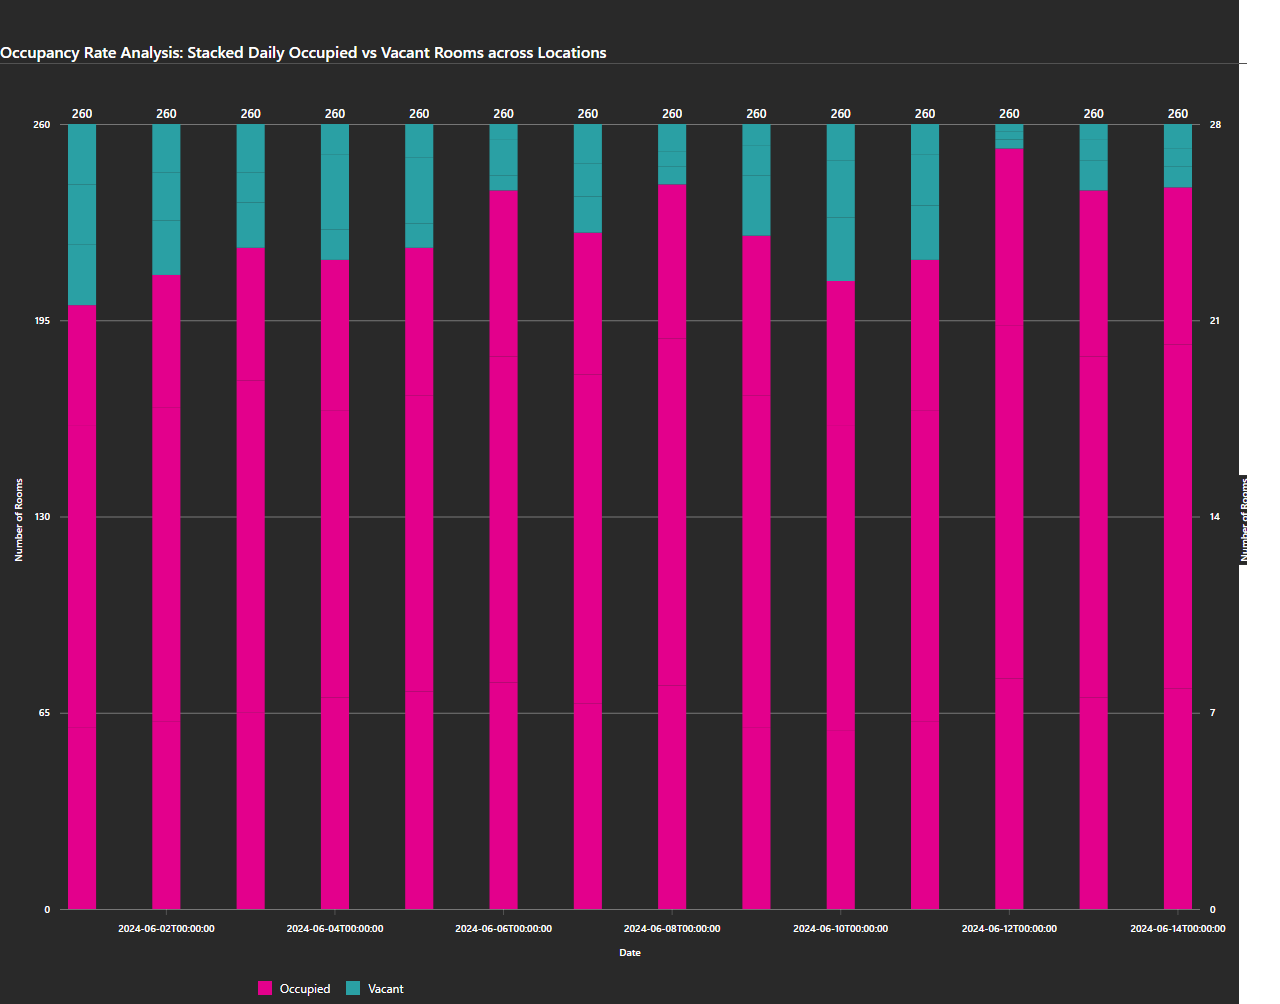 Occupancy Rate Analysis: Stacked Daily Occupied vs Vacant Rooms across Locations
260 260 260 260 260 260 260 260 260 260 260 260 260 260
260 28
195 21
130 14
65 7
0 0
Number of Rooms
Number of Rooms
2024-06-02T00:00:00 2024-06-04T00:00:00 2024-06-06T00:00:00 2024-06-08T00:00:00 2024-06-10T00:00:00 2024-06-12T00:00:00 2024-06-14T00:00:00
Date
Occupied Vacant